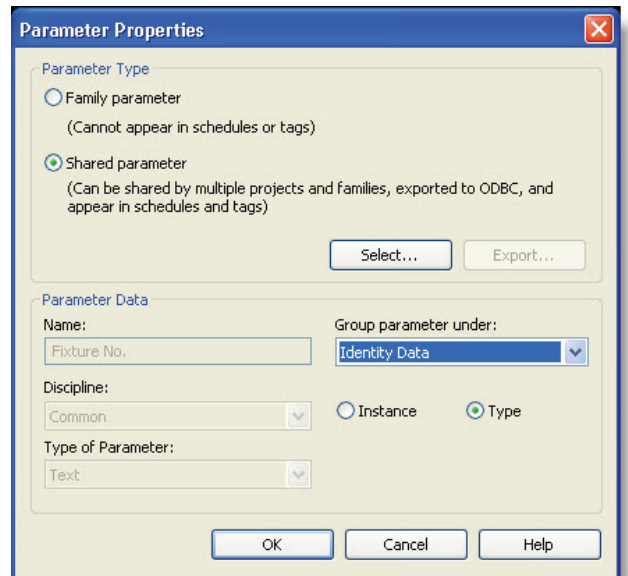 Parameter Properties
Parameter Type
Family parameter
(Cannot appear in schedules or tags)
Shared parameter
(Can be shared by multiple projects and families, exported to ODBC, and
appear in schedules and tags)
Select... Export...
Parameter Data
Name: Group parameter under:
Fixture No. Identity Data
Discipline:
Common Instance Type
Type of Parameter:
Text
OK Cancel Help